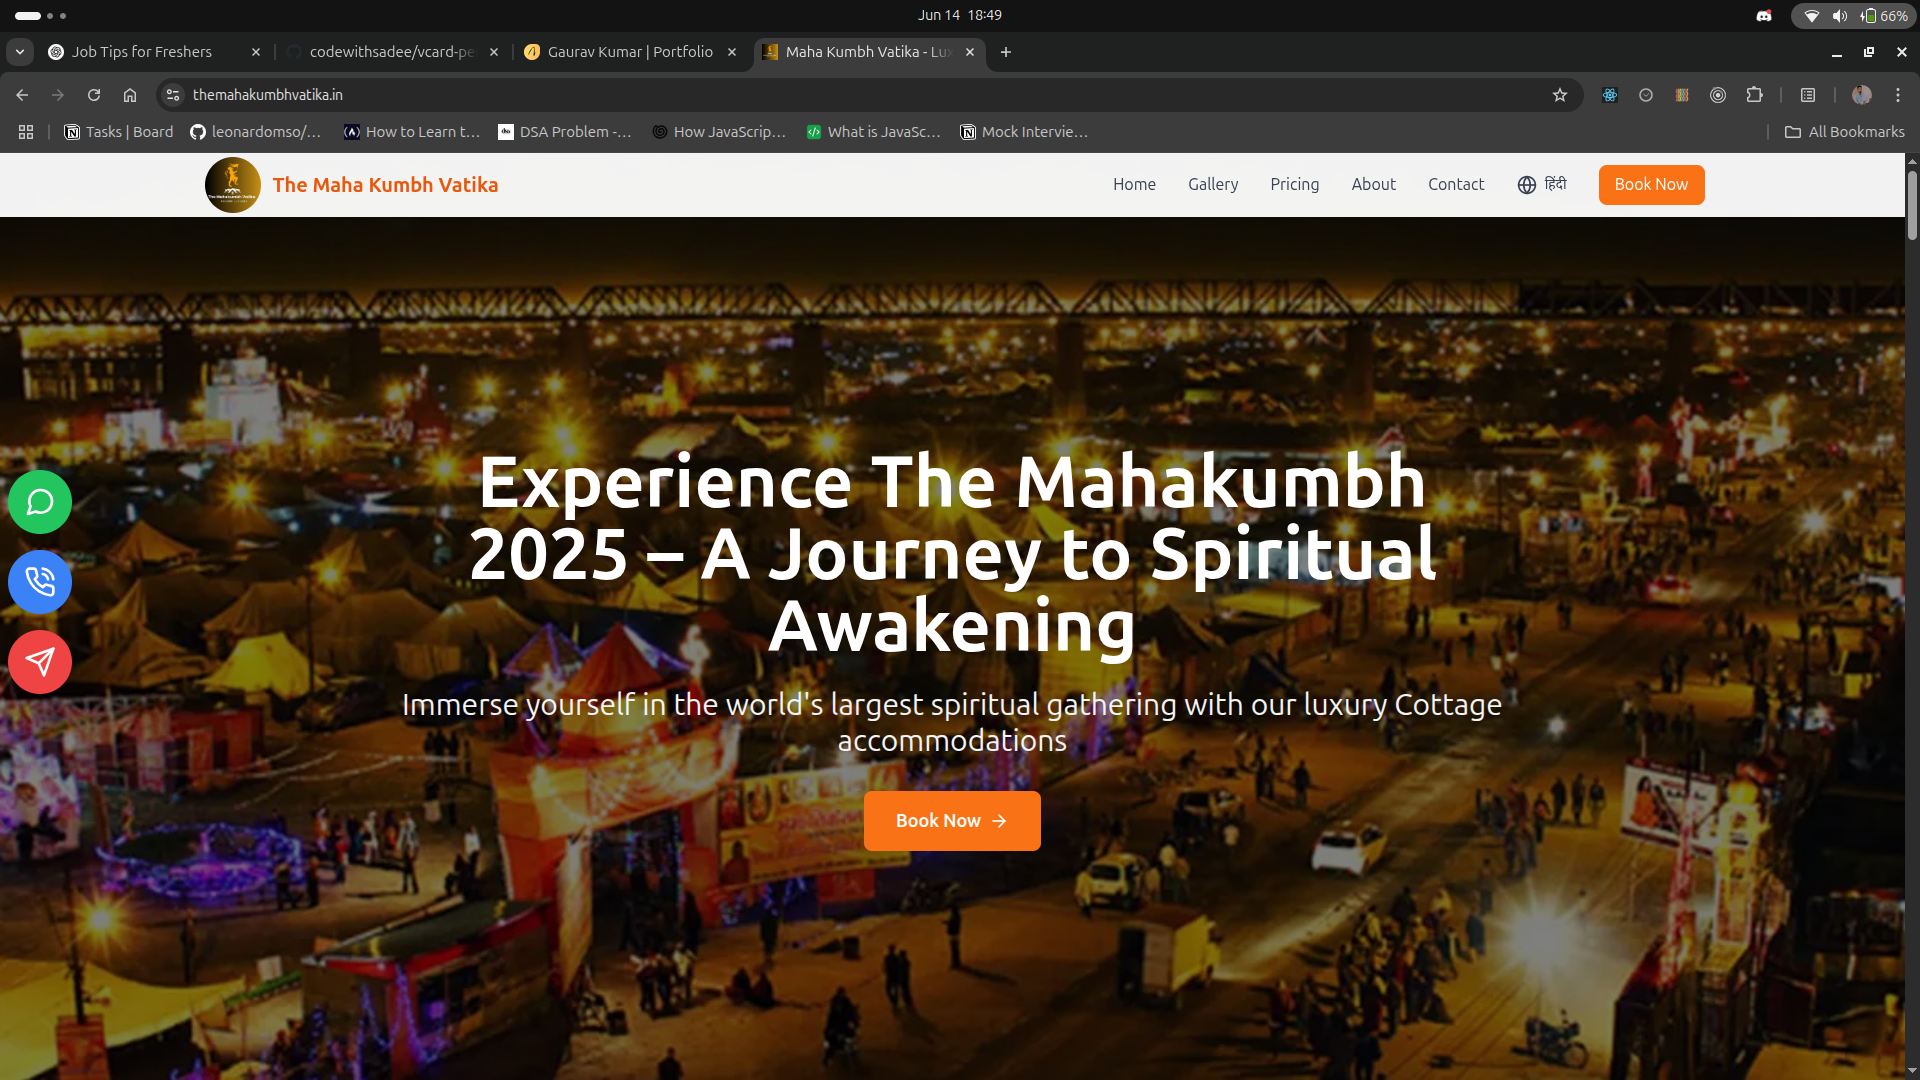 Jun 14 18:49
66%
Job Tips for Freshers
codewithsadee/vcard-pe
Gaurav Kumar | Portfolio
Maha Kumbh Vatika - Lux
themahakumbhvatika.in
Tasks | Board
leonardomso/...
How to Learn t...
DSA Problem -...
How JavaScrip...
What is JavaSc...
Mock Intervie...
All Bookmarks
The Maha Kumbh Vatika
Home
Gallery
Pricing
About
Contact
हिंदी
Book Now
Experience The Mahakumbh
2025 – A Journey to Spiritual
Awakening
Immerse yourself in the world's largest spiritual gathering with our luxury Cottage
accommodations
Book Now